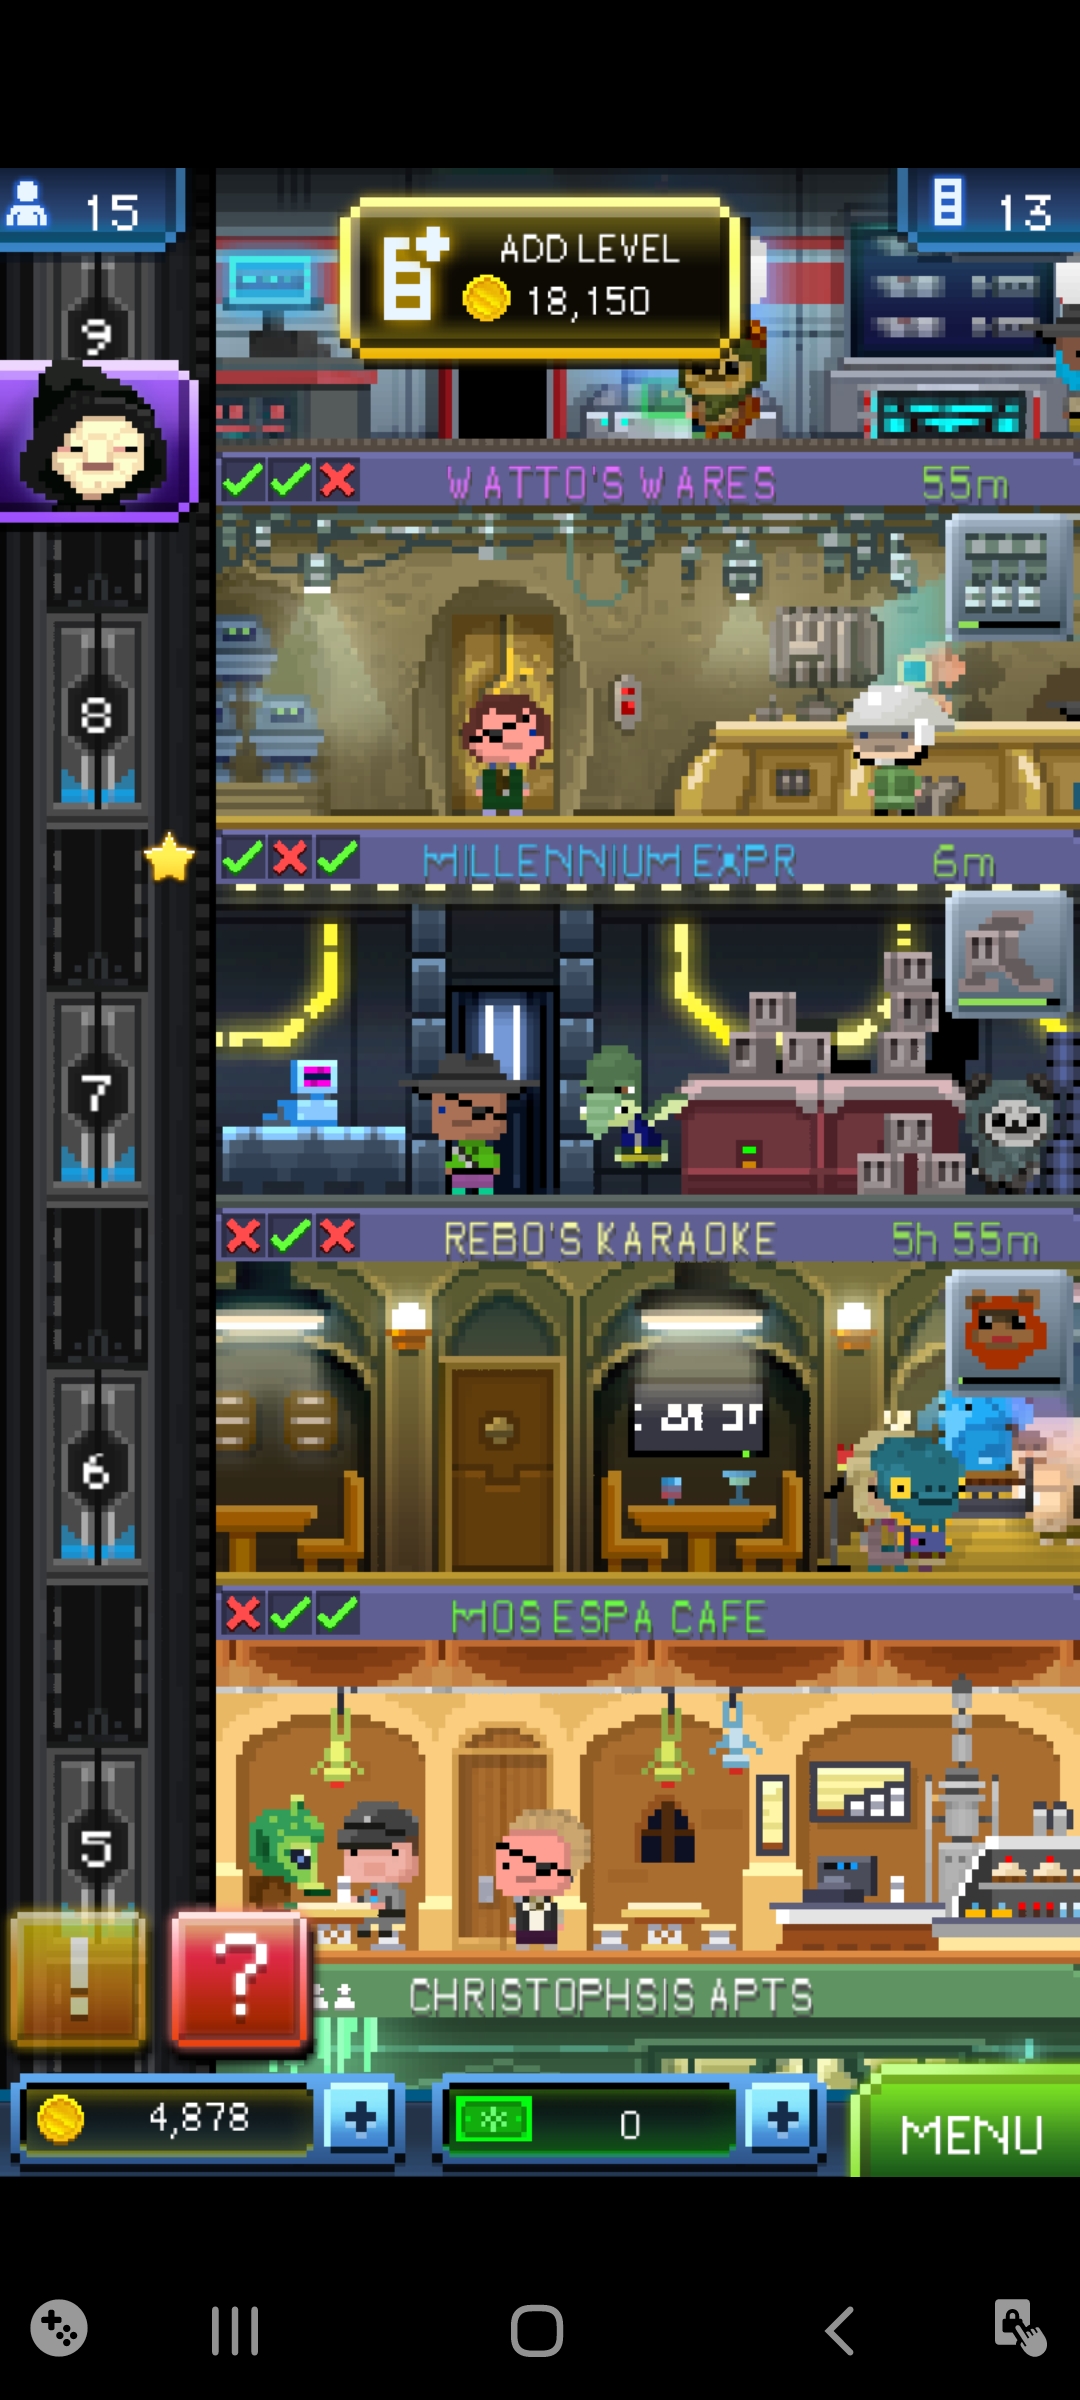 15
13
ADD LEVEL
18,150
9
WATTO'S WARES
55m
8
MILLENNIUM EXPR
6m
7
REBO'S KARAOKE
5h 55m
6
MOS ESPA CAFE
5
!
?
CHRISTOPHSIS APTS
4,878
+
0
+
MENU